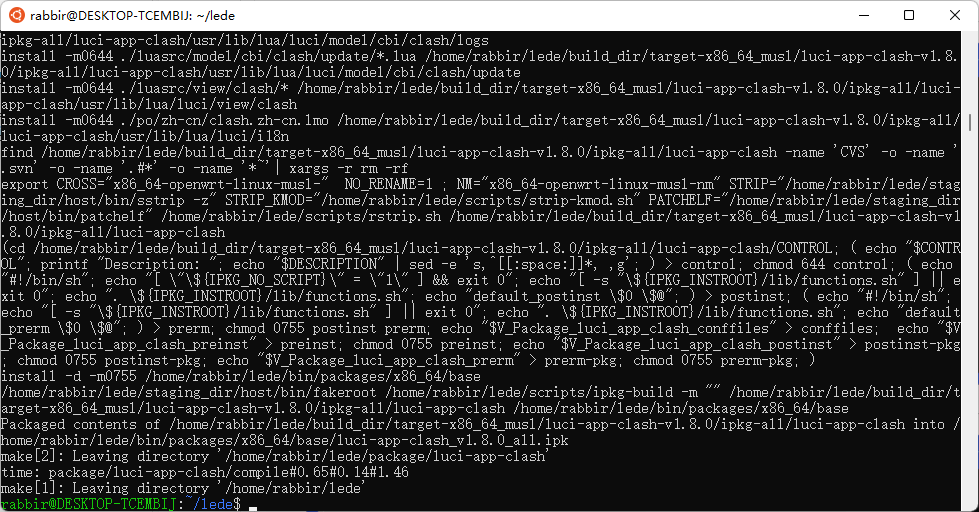 rabbir@DESKTOP-TCEMBIJ: ~/lede
ipkg-all/luci-app-clash/usr/lib/lua/luci/model/cbi/clash/logs
install -m0644 ./luasrc/model/cbi/clash/update/*.lua /home/rabbir/lede/build_dir/target-x86_64_musl/luci-app-clash-v1.8.
0/ipkg-all/luci-app-clash/usr/lib/lua/luci/model/cbi/clash/update
install -m0644 ./luasrc/view/clash/* /home/rabbir/lede/build_dir/target-x86_64_musl/luci-app-clash-v1.8.0/ipkg-all/luci-
app-clash/usr/lib/lua/luci/view/clash
install -m0644 ./po/zh-cn/clash.zh-cn.lmo /home/rabbir/lede/build_dir/target-x86_64_musl/luci-app-clash-v1.8.0/ipkg-all/
luci-app-clash/usr/lib/lua/luci/i18n
find /home/rabbir/lede/build_dir/target-x86_64_musl/luci-app-clash-v1.8.0/ipkg-all/luci-app-clash -name 'CVS' -o -name '
.svn' -o -name '.#*' -o -name '*~'| xargs -r rm -rf
export CROSS="x86_64-openwrt-linux-musl-"  NO_RENAME=1 ; NM="x86_64-openwrt-linux-musl-nm" STRIP="/home/rabbir/lede/stag
ing_dir/host/bin/sstrip -z" STRIP_KMOD="/home/rabbir/lede/scripts/strip-kmod.sh" PATCHELF="/home/rabbir/lede/staging_dir
/host/bin/patchelf" /home/rabbir/lede/scripts/rstrip.sh /home/rabbir/lede/build_dir/target-x86_64_musl/luci-app-clash-v1
.8.0/ipkg-all/luci-app-clash
(cd /home/rabbir/lede/build_dir/target-x86_64_musl/luci-app-clash-v1.8.0/ipkg-all/luci-app-clash/CONTROL; ( echo "$CONTR
OL"; printf "Description: "; echo "$DESCRIPTION" | sed -e 's,^[[:space:]]*, ,g'; ) > control; chmod 644 control; ( echo
"#!/bin/sh"; echo "[ \"\${IPKG_NO_SCRIPT}\" = \"1\" ] && exit 0"; echo "[ -s "\${IPKG_INSTROOT}/lib/functions.sh" ] || e
xit 0"; echo ". \${IPKG_INSTROOT}/lib/functions.sh"; echo "default_postinst \$0 \$@"; ) > postinst; ( echo "#!/bin/sh";
echo "[ -s "\${IPKG_INSTROOT}/lib/functions.sh" ] || exit 0"; echo ". \${IPKG_INSTROOT}/lib/functions.sh"; echo "default
_prerm \$0 \$@"; ) > prerm; chmod 0755 postinst prerm; echo "$V_Package_luci_app_clash_conffiles" > conffiles;  echo "$V
_Package_luci_app_clash_preinst" > preinst; chmod 0755 preinst; echo "$V_Package_luci_app_clash_postinst" > postinst-pkg
; chmod 0755 postinst-pkg; echo "$V_Package_luci_app_clash_prerm" > prerm-pkg; chmod 0755 prerm-pkg; )
install -d -m0755 /home/rabbir/lede/bin/packages/x86_64/base
/home/rabbir/lede/staging_dir/host/bin/fakeroot /home/rabbir/lede/scripts/ipkg-build -m "" /home/rabbir/lede/build_dir/t
arget-x86_64_musl/luci-app-clash-v1.8.0/ipkg-all/luci-app-clash /home/rabbir/lede/bin/packages/x86_64/base
Packaged contents of /home/rabbir/lede/build_dir/target-x86_64_musl/luci-app-clash-v1.8.0/ipkg-all/luci-app-clash into /
home/rabbir/lede/bin/packages/x86_64/base/luci-app-clash_v1.8.0_all.ipk
make[2]: Leaving directory '/home/rabbir/lede/package/luci-app-clash'
time: package/luci-app-clash/compile#0.65#0.14#1.46
make[1]: Leaving directory '/home/rabbir/lede'
rabbir@DESKTOP-TCEMBIJ:~/lede$